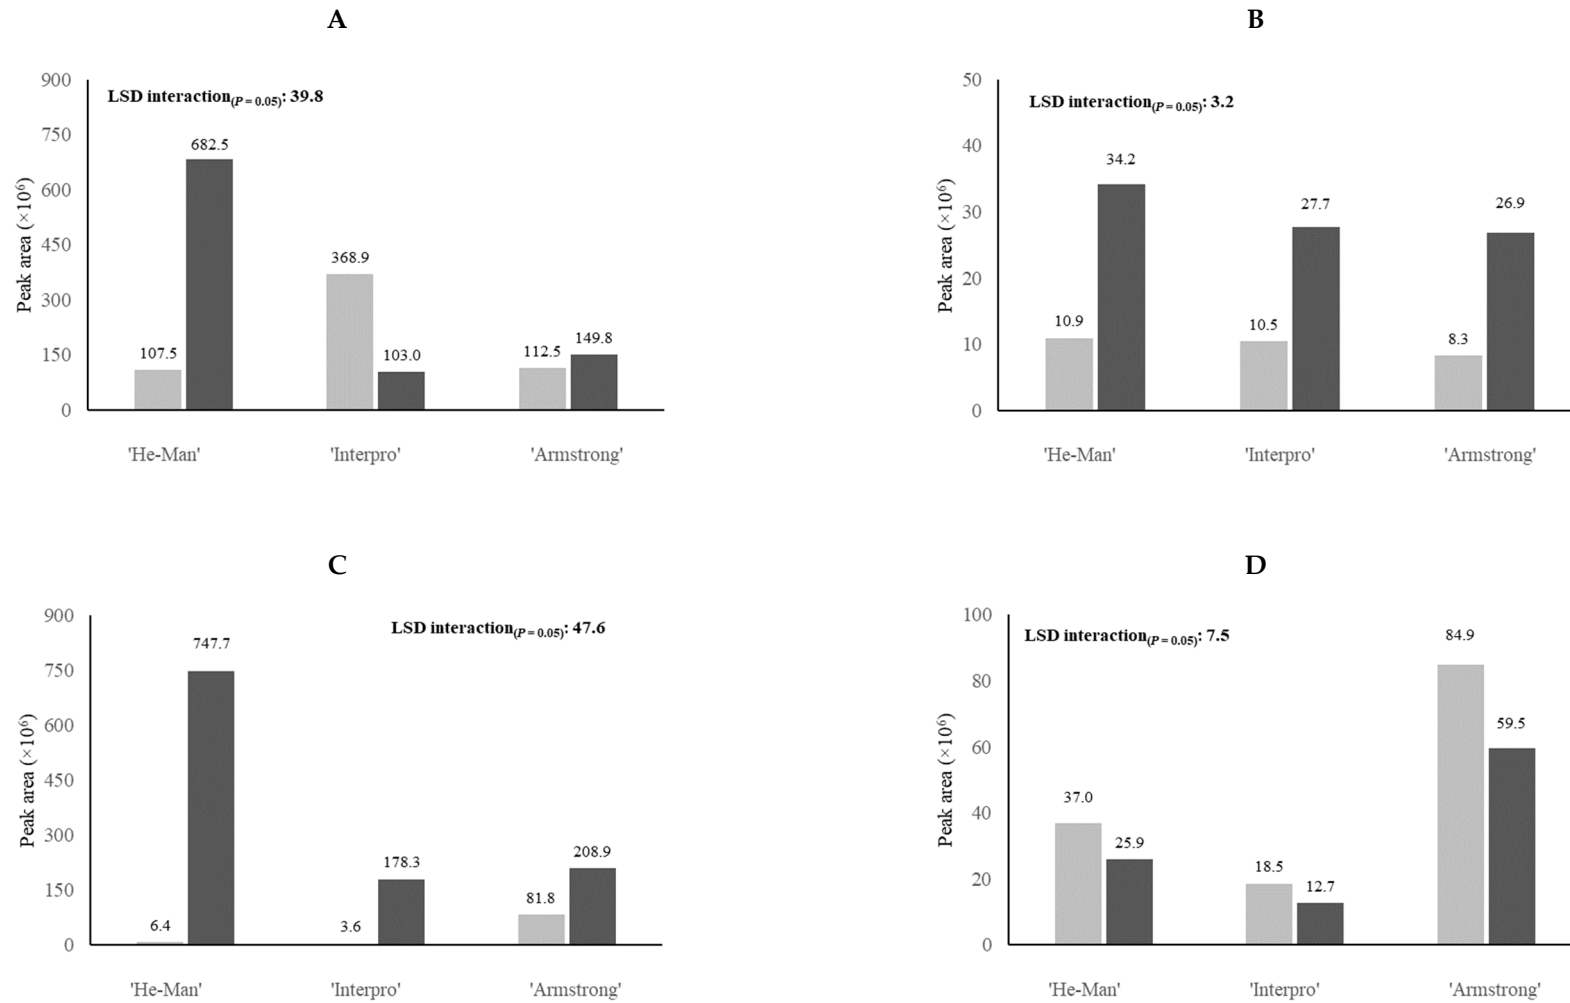 A
LSD interaction(P = 0.05): 39.8
Peak area (×10⁶)
900
750
600
450
300
150
0
107.5
682.5
368.9
103.0
112.5
149.8
'He-Man'
'Interpro'
'Armstrong'
B
LSD interaction(P = 0.05): 3.2
Peak area (×10⁶)
50
40
30
20
10
0
10.9
34.2
10.5
27.7
8.3
26.9
'He-Man'
'Interpro'
'Armstrong'
C
LSD interaction(P = 0.05): 47.6
Peak area (×10⁶)
900
750
600
450
300
150
0
6.4
747.7
3.6
178.3
81.8
208.9
'He-Man'
'Interpro'
'Armstrong'
D
LSD interaction(P = 0.05): 7.5
Peak area (×10⁶)
100
80
60
40
20
0
37.0
25.9
18.5
12.7
84.9
59.5
'He-Man'
'Interpro'
'Armstrong'